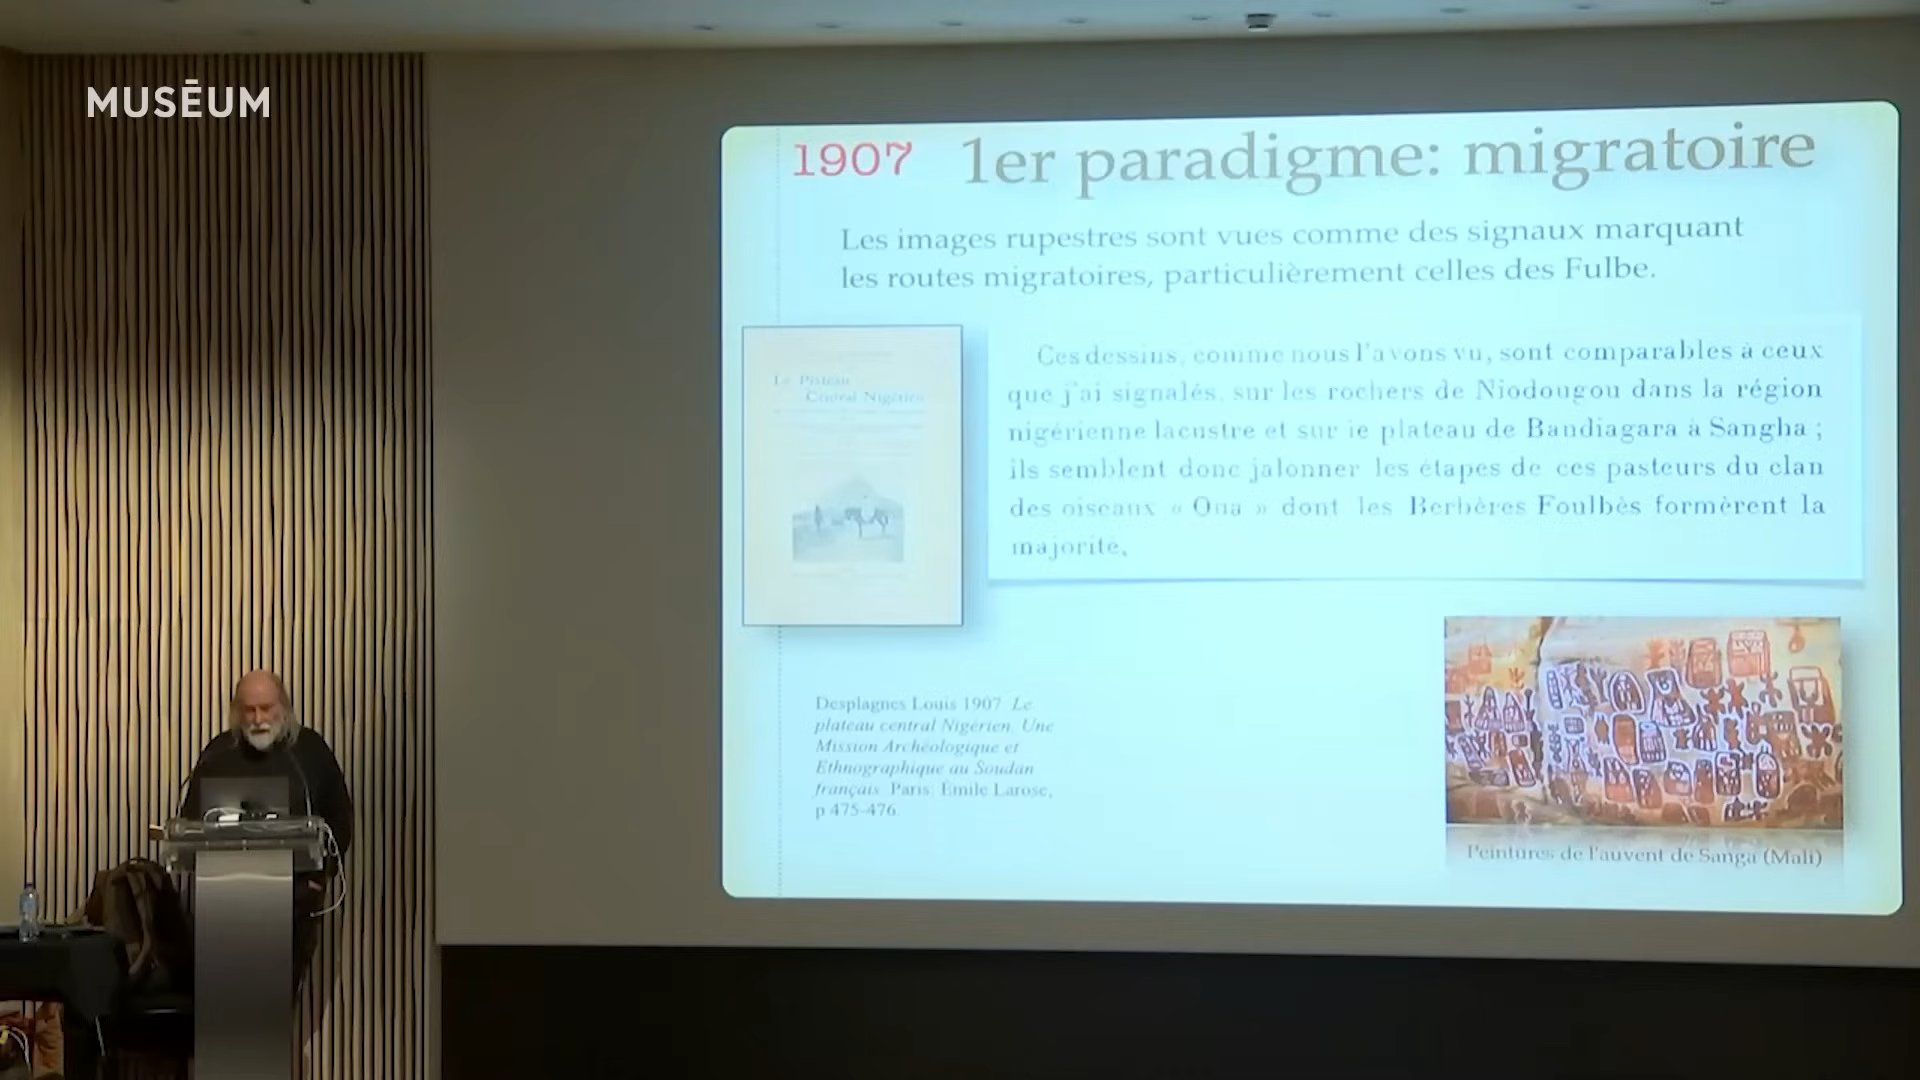 MUSĒUM
1907 1er paradigme: migratoire
Les images rupestres sont vues comme des signaux marquant
les routes migratoires, particulièrement celles des Fulbe.
Le Plateau
Central Nigérien
Ces dessins, comme nous l'avons vu, sont comparables à ceux
que j'ai signalés, sur les rochers de Niodougou dans la région
nigérienne lacustre et sur le plateau de Bandiagara à Sangha ;
ils semblent donc jalonner les étapes de ces pasteurs du clan
des oiseaux « Ona » dont les Berbères Foulbès formèrent la
majorité,
Desplagnes Louis 1907 Le
plateau central Nigérien. Une
Mission Archéologique et
Ethnographique au Soudan
français. Paris: Emile Larose,
p 475-476.
Peintures de l'auvent de Sanga (Mali)